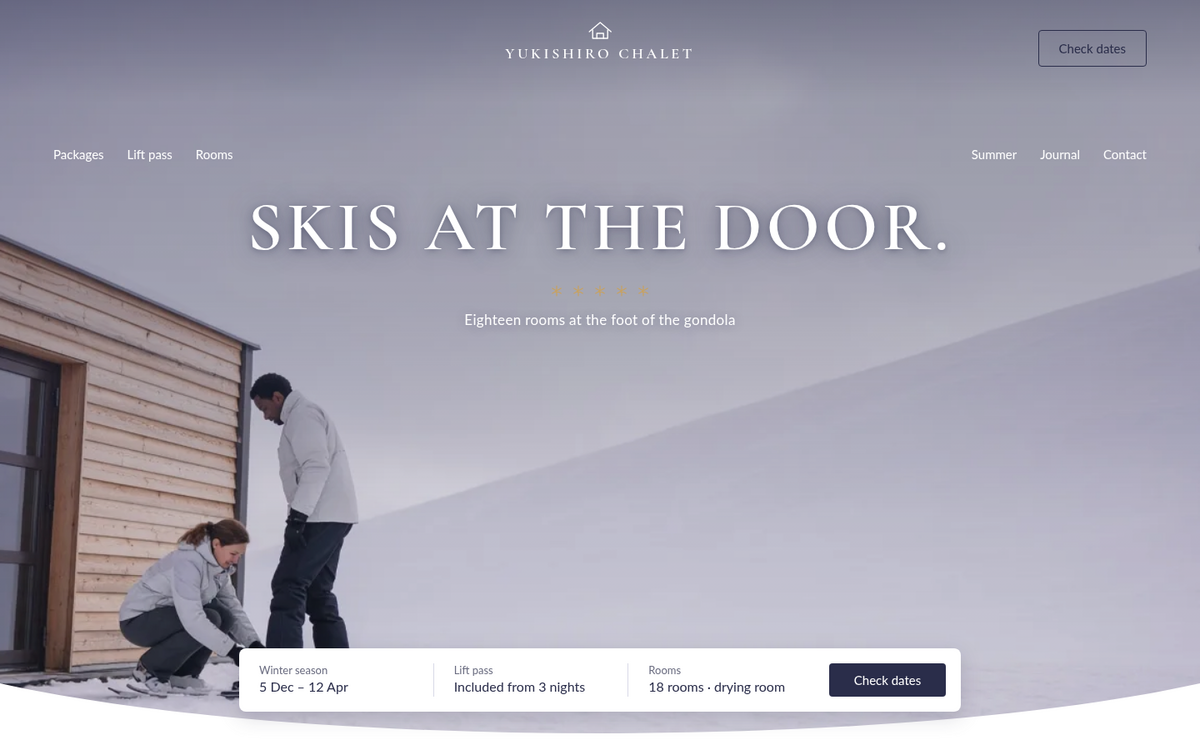 YUKISHIRO CHALET
Check dates
Packages Lift pass Rooms
Summer Journal Contact
SKIS AT THE DOOR.
Eighteen rooms at the foot of the gondola
Winter season
5 Dec – 12 Apr
Lift pass
Included from 3 nights
Rooms
18 rooms · drying room
Check dates